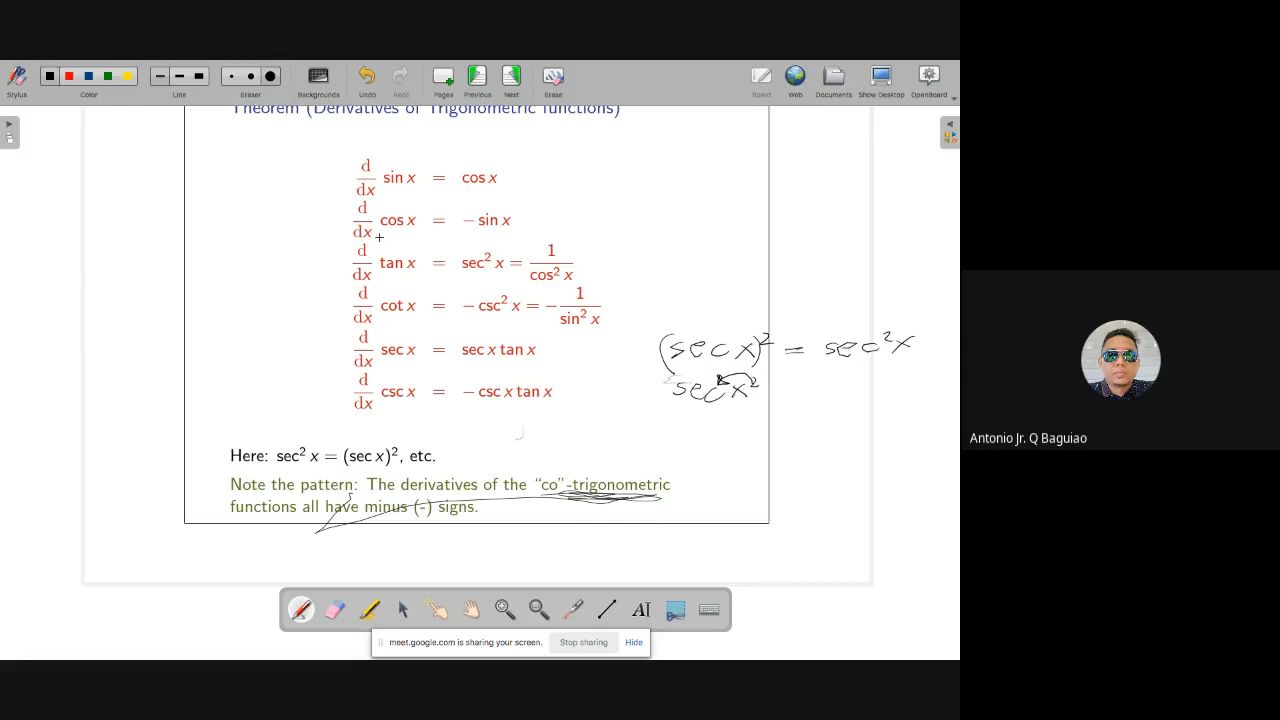 Stylus
Color
Line
Eraser
Backgrounds
Undo
Redo
Pages
Previous
Next
Erase
Board
Web
Documents
Show Desktop
OpenBoard
Theorem (Derivatives of Trigonometric functions)
d/dx sin x = cos x
d/dx cos x = − sin x
d/dx tan x = sec² x = 1/cos² x
d/dx cot x = − csc² x = − 1/sin² x
d/dx sec x = sec x tan x
d/dx csc x = − csc x tan x
(sec x)² = sec²x
sec x²
Here: sec² x = (sec x)², etc.
Note the pattern: The derivatives of the “co”-trigonometric
functions all have minus (-) signs.
meet.google.com is sharing your screen.
Stop sharing
Hide
Antonio Jr. Q Baguiao